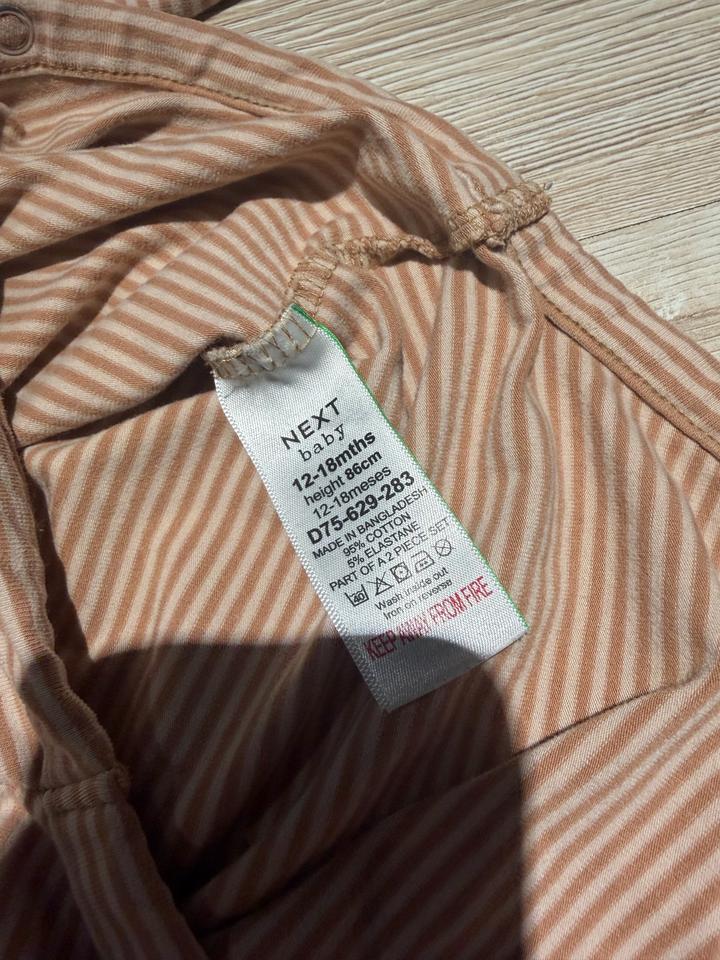 NEXT
baby
12-18mths
height 86cm
12-18meses
D75-629-283
MADE IN BANGLADESH
95% COTTON
5% ELASTANE
PART OF A 2 PIECE SET
40
Wash inside out
Iron on reverse
KEEP AWAY FROM FIRE